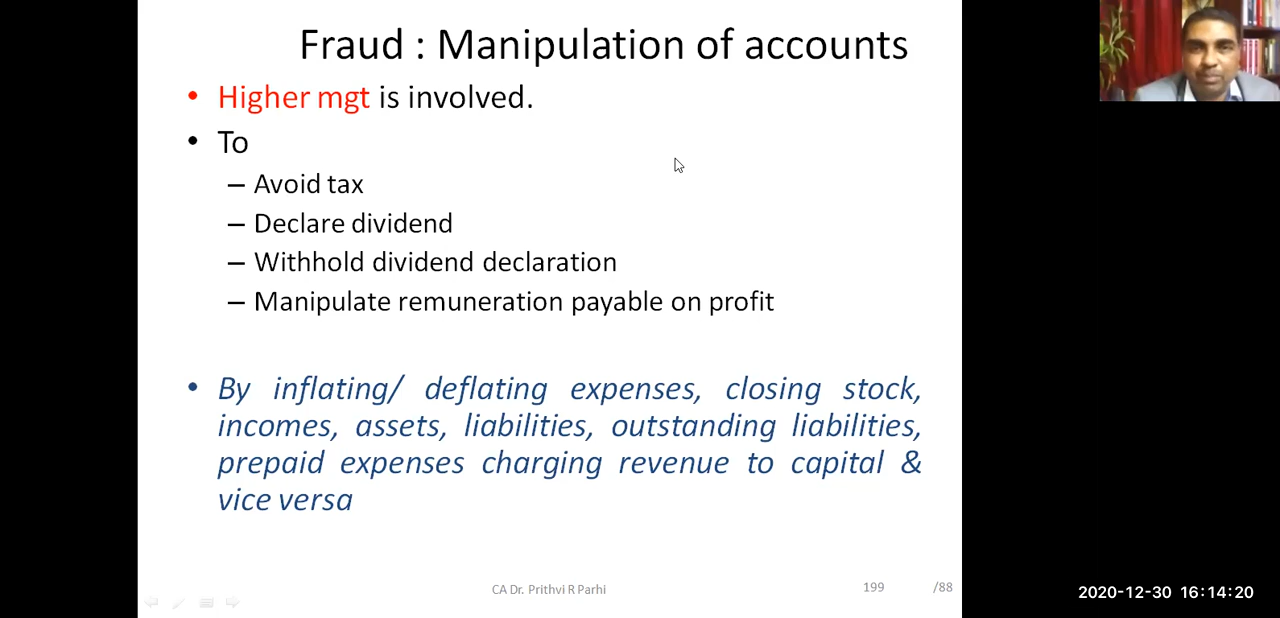 Fraud : Manipulation of accounts
• Higher mgt is involved.
• To
– Avoid tax
– Declare dividend
– Withhold dividend declaration
– Manipulate remuneration payable on profit
• By inflating/ deflating expenses, closing stock,
incomes, assets, liabilities, outstanding liabilities,
prepaid expenses charging revenue to capital &
vice versa
CA Dr. Prithvi R Parhi
199
/88
2020-12-30 16:14:20